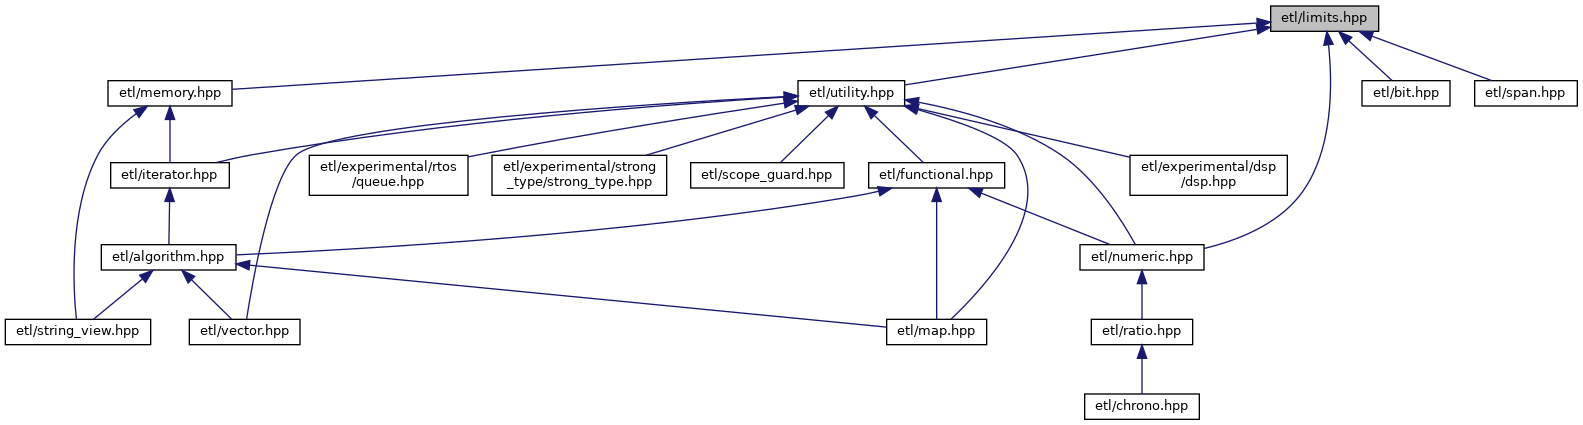 etl/limits.hpp
etl/memory.hpp
etl/utility.hpp
etl/bit.hpp
etl/span.hpp
etl/iterator.hpp
etl/experimental/rtos
/queue.hpp
etl/experimental/strong
_type/strong_type.hpp
etl/scope_guard.hpp
etl/functional.hpp
etl/experimental/dsp
/dsp.hpp
etl/algorithm.hpp
etl/numeric.hpp
etl/string_view.hpp
etl/vector.hpp
etl/map.hpp
etl/ratio.hpp
etl/chrono.hpp